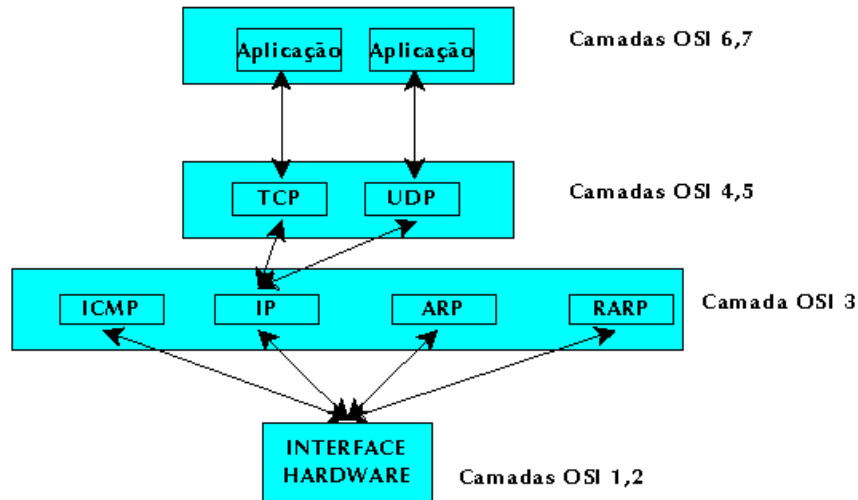 Aplicação Aplicação Camadas OSI 6,7
TCP UDP Camadas OSI 4,5
ICMP IP ARP RARP Camada OSI 3
INTERFACE
HARDWARE
Camadas OSI 1,2